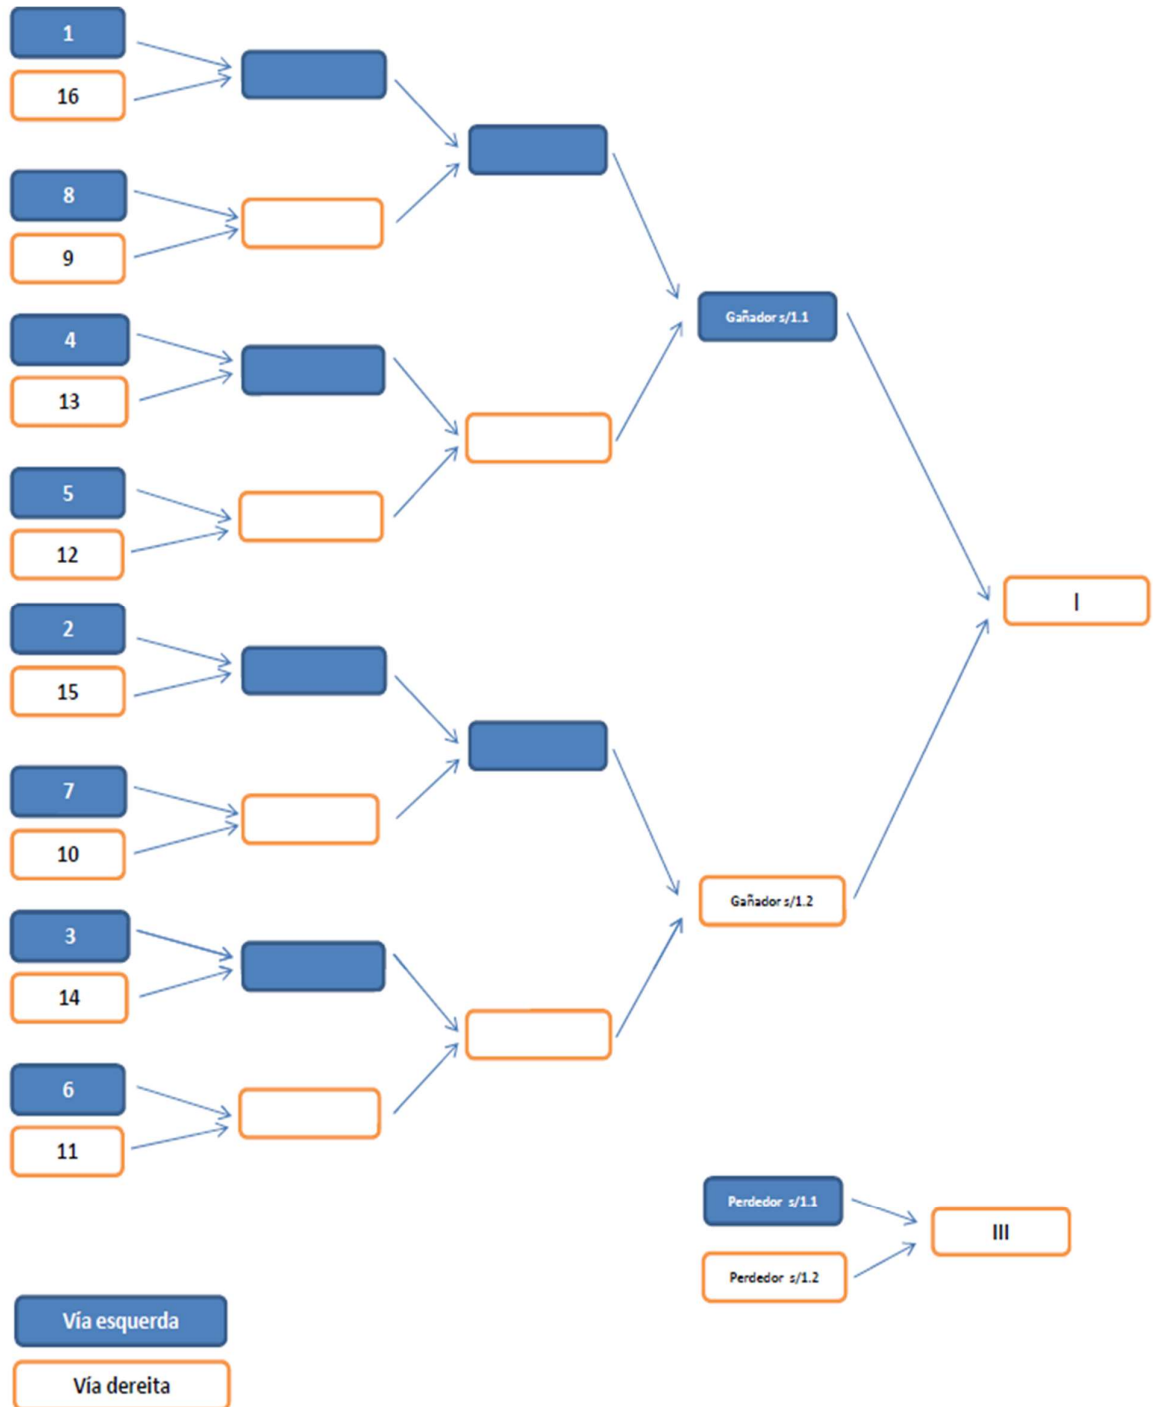 1
16
8
9
4
13
5
12
2
15
7
10
3
14
6
11
Gañador s/1.1
Gañador s/1.2
I
Perdedor s/1.1
Perdedor s/1.2
III
Vía esquerda
Vía dereita